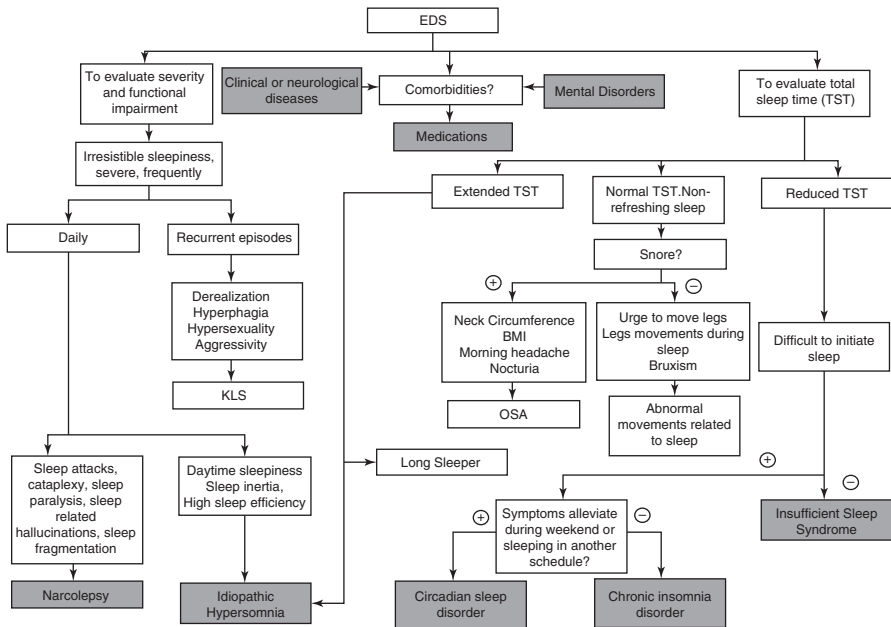 EDS
To evaluate severity
and functional
impairment
Clinical or neurological
diseases
Comorbidities?
Mental Disorders
To evaluate total
sleep time (TST)
Medications
Irresistible sleepiness,
severe, frequently
Extended TST
Normal TST.Non-
refreshing sleep
Reduced TST
Daily
Recurrent episodes
Snore?
+
−
Derealization
Hyperphagia
Hypersexuality
Aggressivity
Neck Circumference
BMI
Morning headache
Nocturia
Urge to move legs
Legs movements during
sleep
Bruxism
Difficult to initiate
sleep
KLS
OSA
Abnormal
movements related
to sleep
Sleep attacks,
cataplexy, sleep
paralysis, sleep
related
hallucinations, sleep
fragmentation
Daytime sleepiness
Sleep inertia,
High sleep efficiency
Long Sleeper
+
−
+
Symptoms alleviate
during weekend or
sleeping in another
schedule?
−
Insufficient Sleep
Syndrome
Narcolepsy
Idiopathic
Hypersomnia
Circadian sleep
disorder
Chronic insomnia
disorder